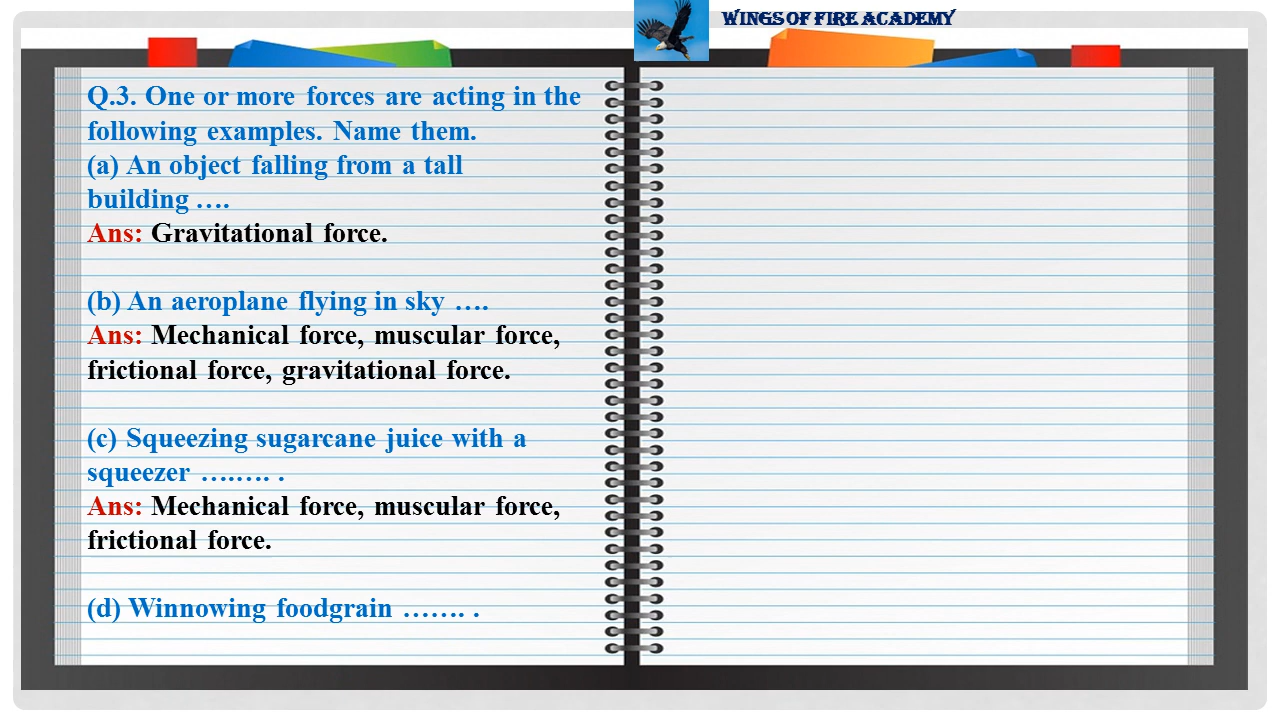 WINGS OF FIRE ACADEMY
Q.3. One or more forces are acting in the
following examples. Name them.
(a) An object falling from a tall
building ….
Ans: Gravitational force.
(b) An aeroplane flying in sky ….
Ans: Mechanical force, muscular force,
frictional force, gravitational force.
(c) Squeezing sugarcane juice with a
squeezer ….…. .
Ans: Mechanical force, muscular force,
frictional force.
(d) Winnowing foodgrain ……. .